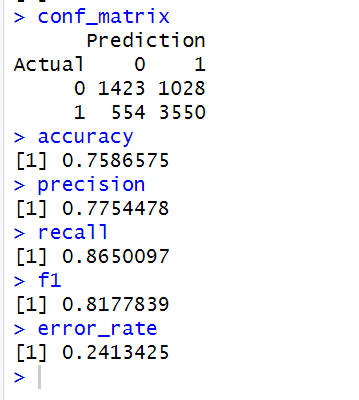 > conf_matrix
Prediction
Actual 0 1
0 1423 1028
1 554 3550
> accuracy
[1] 0.7586575
> precision
[1] 0.7754478
> recall
[1] 0.8650097
> f1
[1] 0.8177839
> error_rate
[1] 0.2413425
>